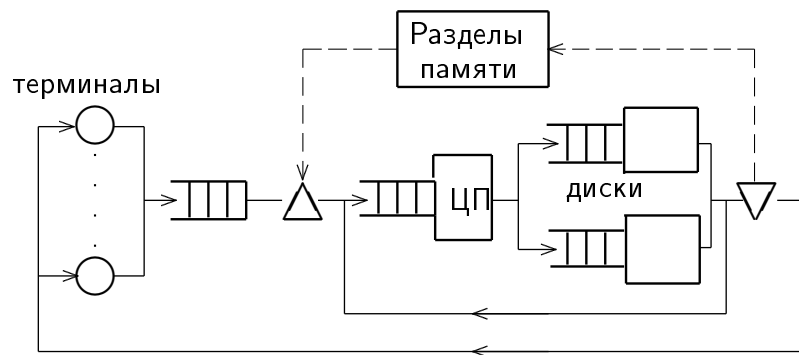 Разделы
памяти
терминалы
ЦП
диски